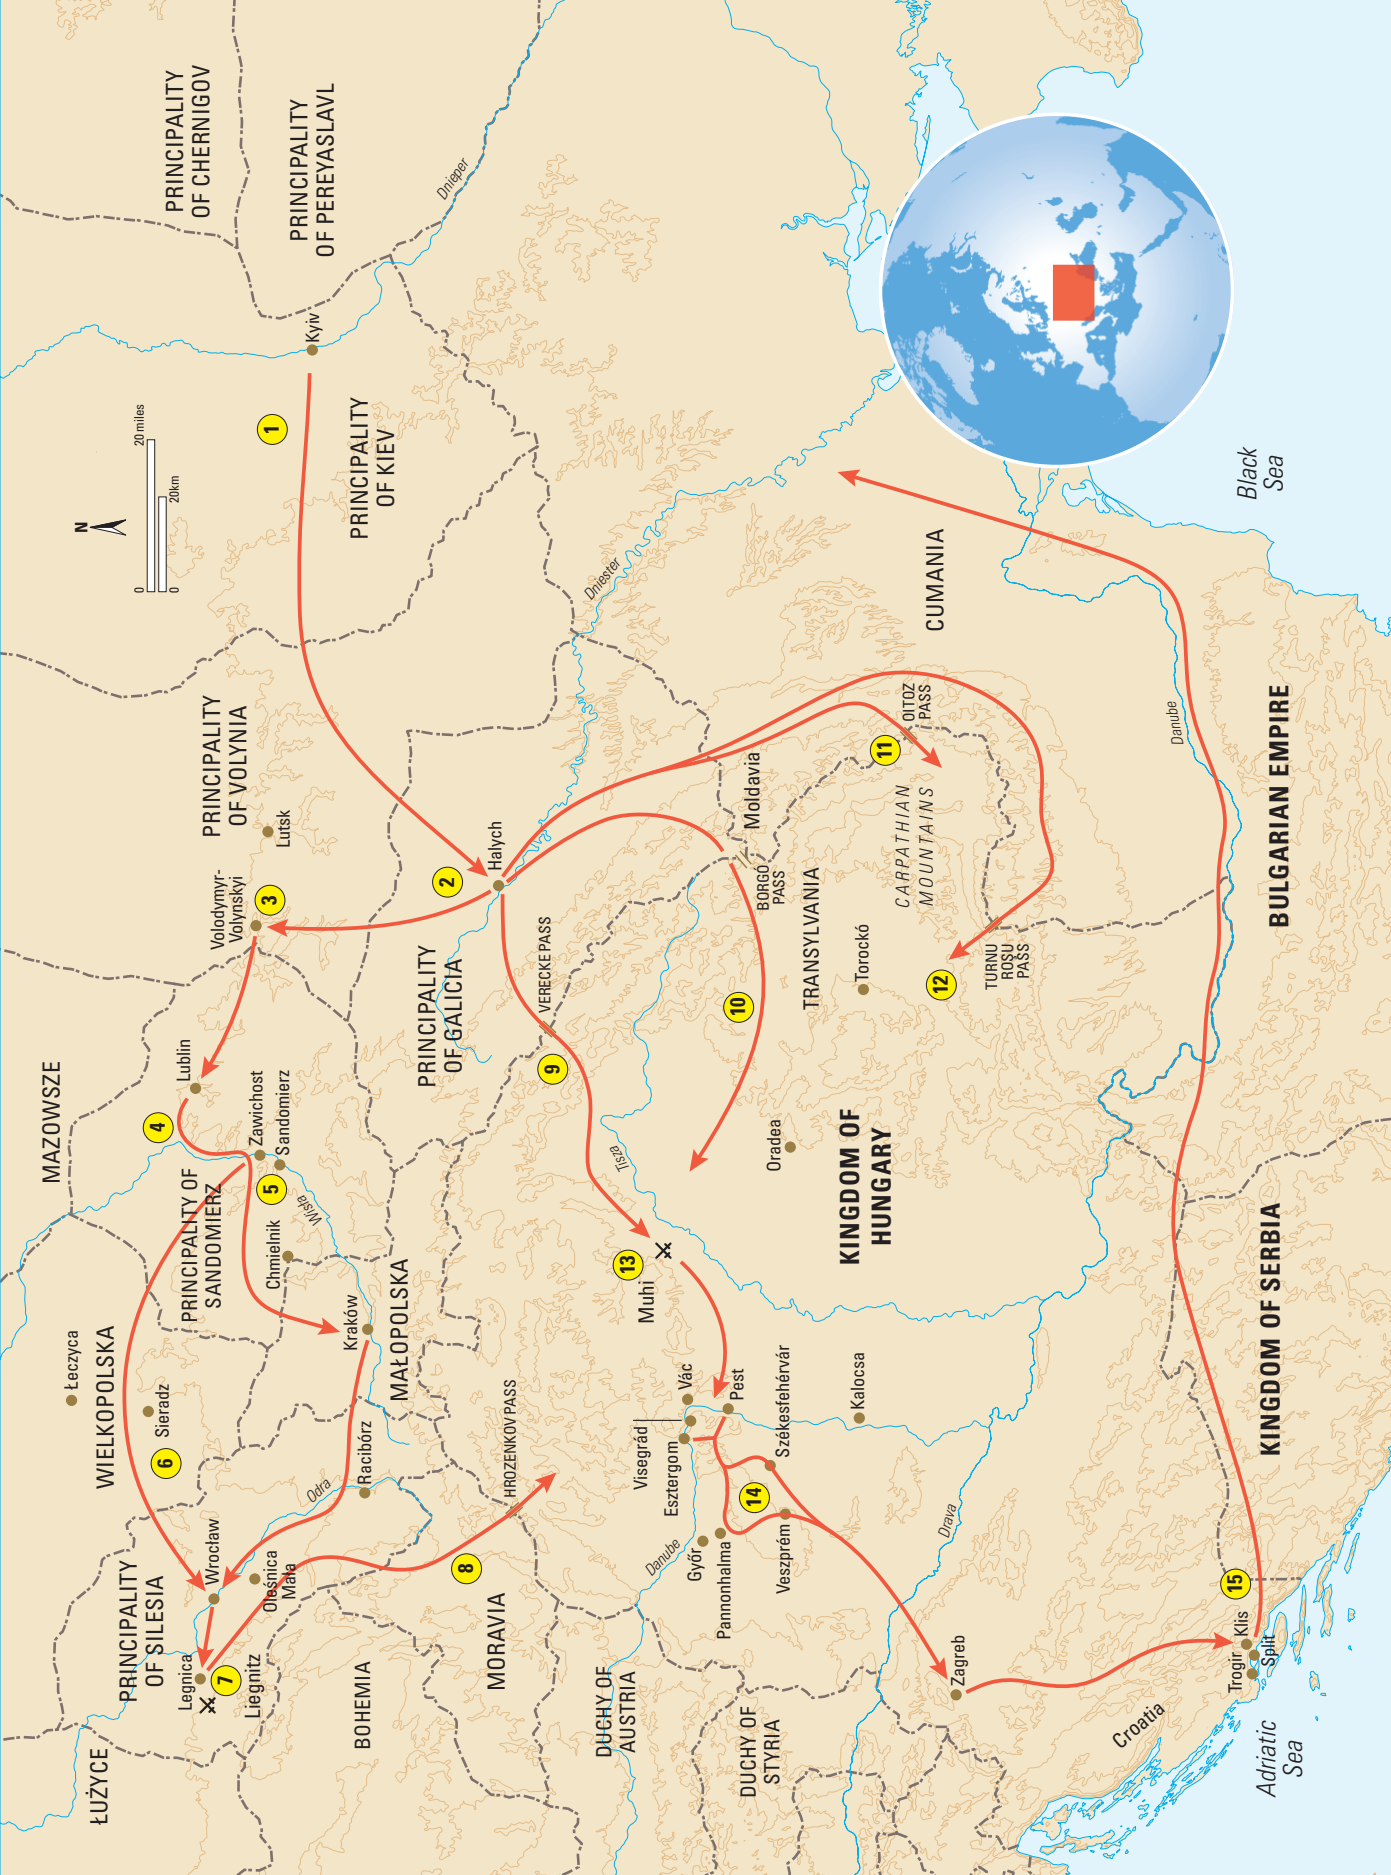 ŁUŻYCE
PRINCIPALITY
OF SILESIA
WIELKOPOLSKA
MAZOWSZE
PRINCIPALITY
OF VOLYNIA
PRINCIPALITY
OF CHERNIGOV
PRINCIPALITY
OF PEREYASLAVL
PRINCIPALITY
OF KIEV
N
0
20 miles
0
20km
Łeczyca
Sieradz
6
Legnica
7
Liegnitz
Wrocław
Oleśnica
Mała
Odra
Racibórz
PRINCIPALITY OF
SANDOMIERZ
4
Lublin
Zawichost
Sandomierz
5
Wisła
Chmielnik
Kraków
MAŁOPOLSKA
Volodymyr-
Volynskyi
3
Lutsk
1
Kyiv
Dnieper
BOHEMIA
MORAVIA
8
HROZENKOV PASS
PRINCIPALITY
OF GALICIA
2
Halych
Dniester
VERECKE PASS
9
DUCHY OF
AUSTRIA
DUCHY OF
STYRIA
Danube
Győr
Pannonhalma
Visegrád
Esztergom
Vác
Pest
14
Székesfehérvár
Veszprém
Kalocsa
13
Muhi
Tisza
10
BORGÓ
PASS
Moldavia
TRANSYLVANIA
Torockó
Oradea
KINGDOM OF
HUNGARY
11
OITOZ
PASS
CARPATHIAN
MOUNTAINS
12
TURNU
ROȘU
PASS
CUMANIA
Drava
Zagreb
Croatia
Trogir
Klis
Split
15
Adriatic
Sea
KINGDOM OF SERBIA
Danube
BULGARIAN EMPIRE
Black
Sea